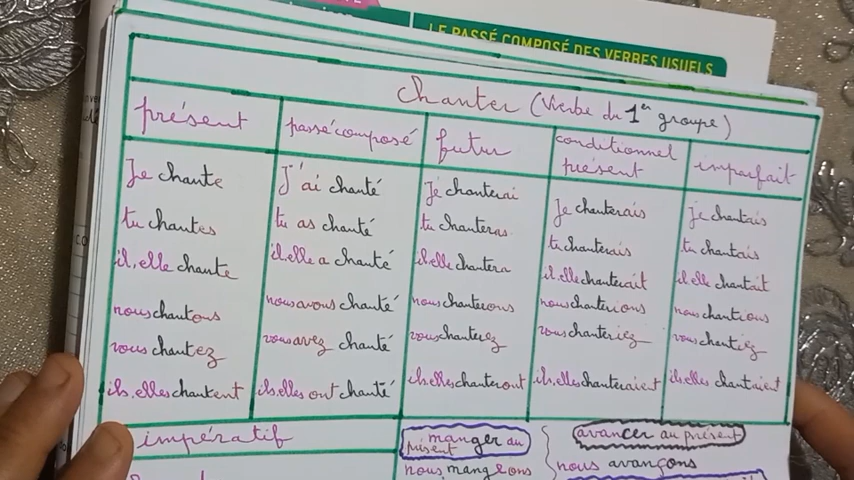 LE PASSÉ COMPOSÉ DES VERBES USUELS
Chanter (Verbe du 1er groupe)
présent
Je chante
tu chantes
il, elle chante
nous chantons
vous chantez
ils, elles chantent
passé composé
J'ai chanté
tu as chanté
il, elle a chanté
nous avons chanté
vous avez chanté
ils, elles ont chanté
futur
Je chanterai
tu chanteras
il, elle chantera
nous chanterons
vous chanterez
ils, elles chanteront
conditionnel
présent
Je chanterais
tu chanterais
il, elle chanterait
nous chanterions
vous chanteriez
ils, elles chanteraient
imparfait
je chantais
tu chantais
il elle chantait
nous chantions
vous chantiez
ils, elles chantaient
impératif
manger au
présent
nous mangeons
avancer au présent
nous avançons